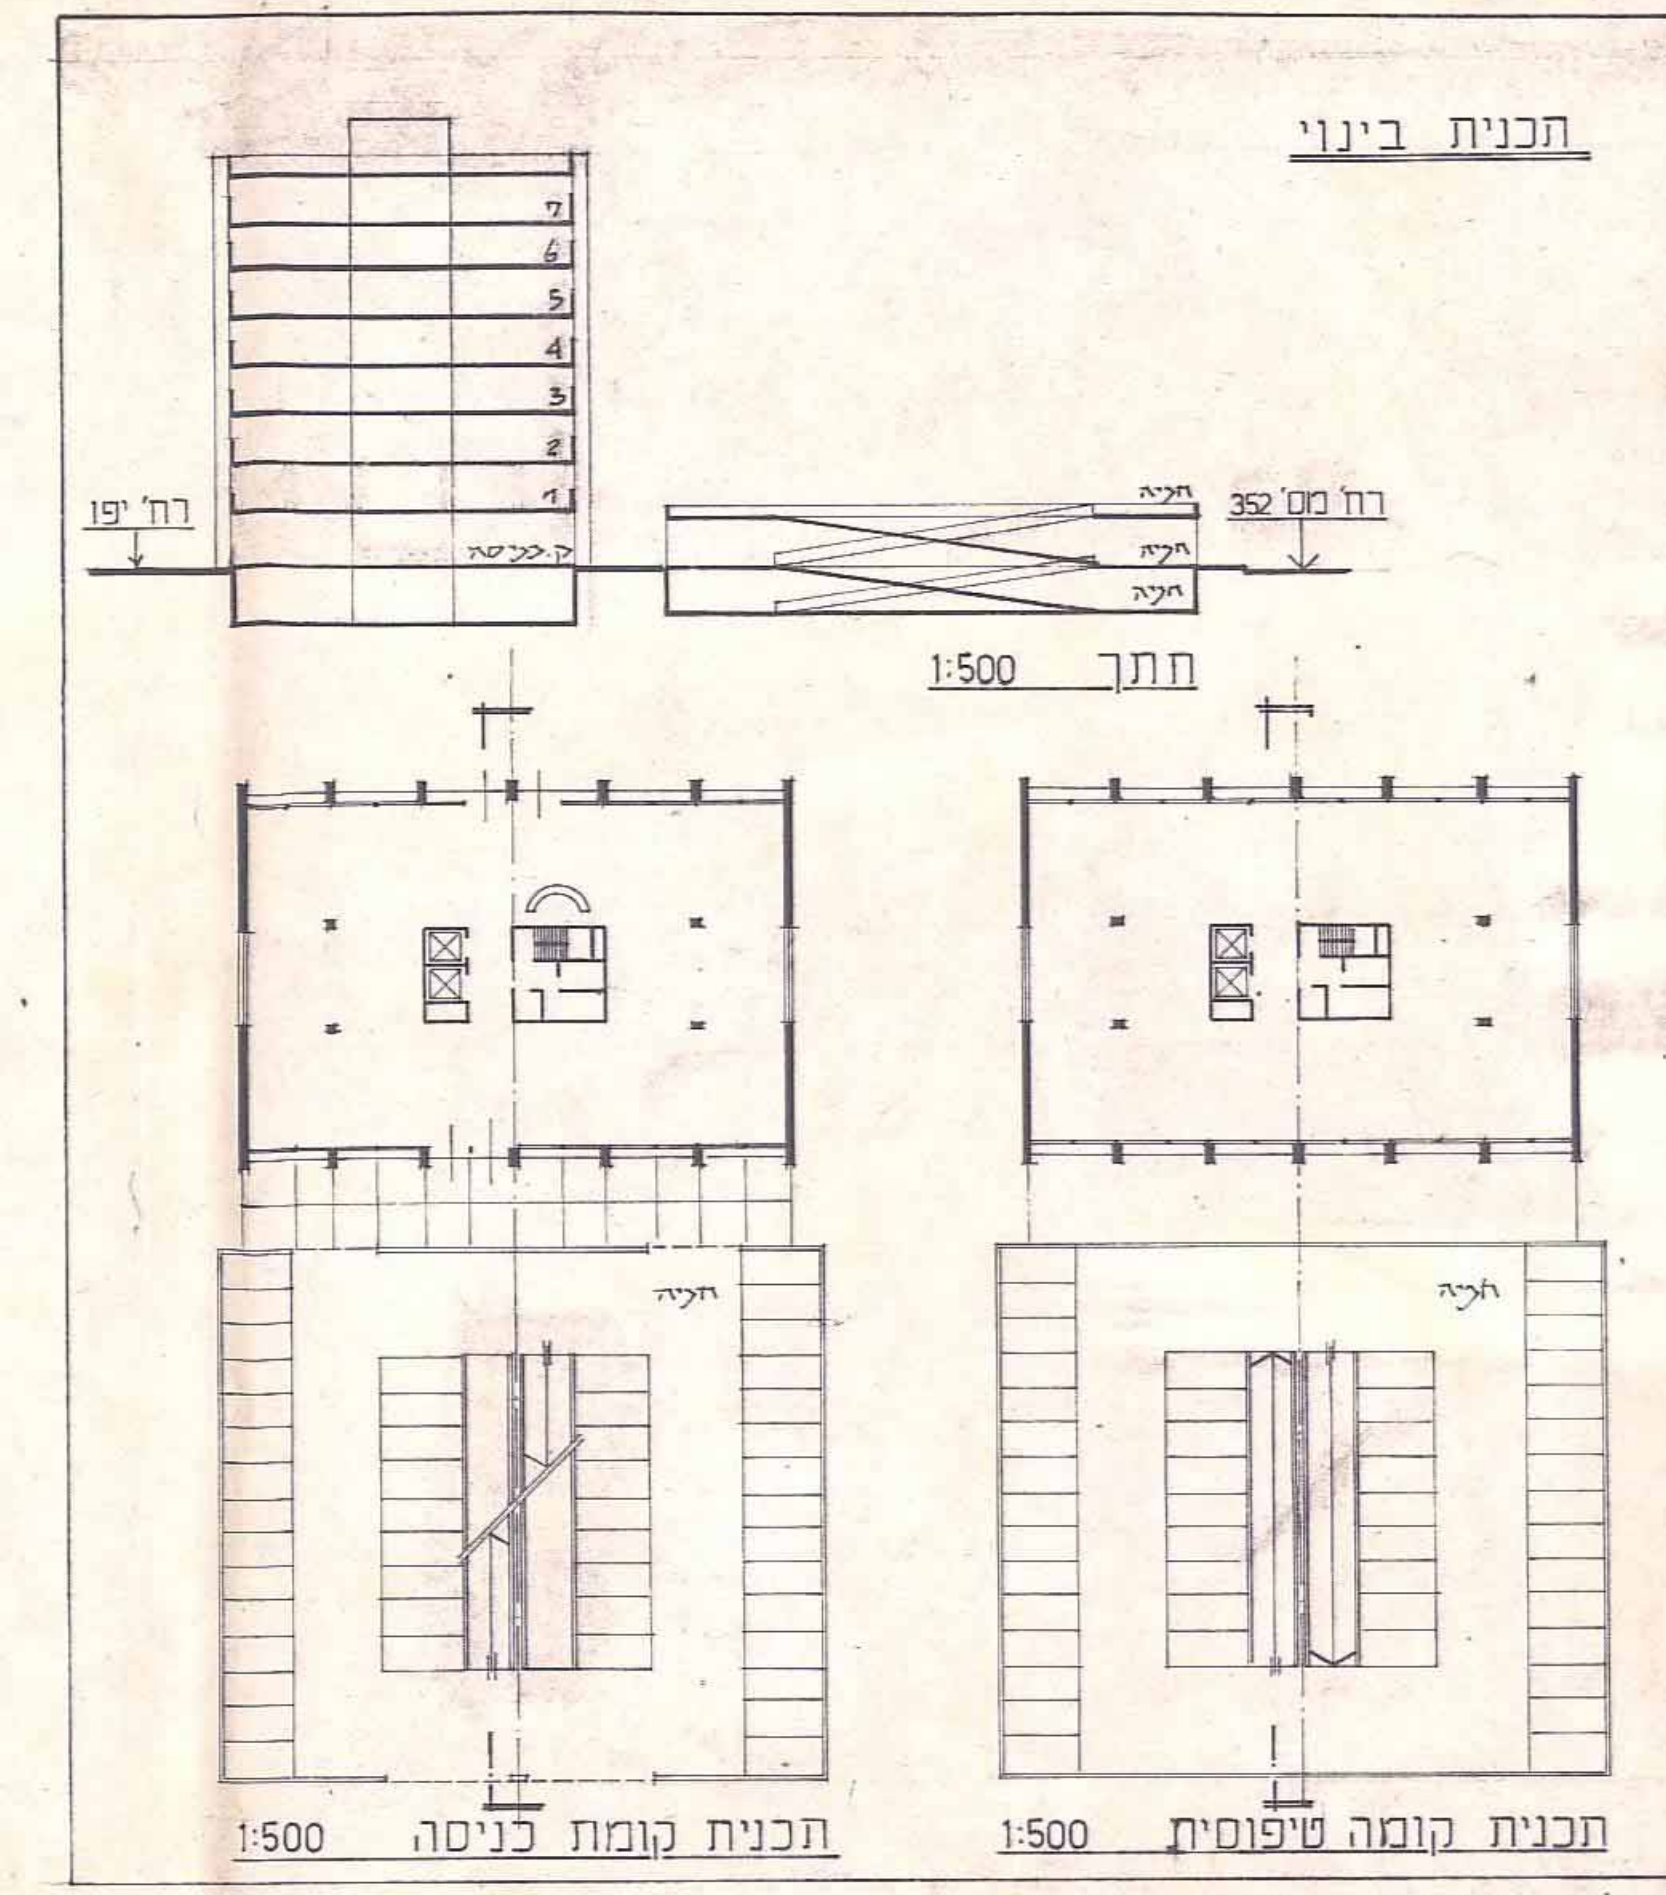 תכנית בינוי
7
6
5
4
3
2
1
ק. כניסה
רח' יפו
חניה
חניה
חניה
רח' מס' 352
חתך 1:500
חניה
חניה
תכנית קומת כניסה 1:500
תכנית קומה טיפוסית 1:500